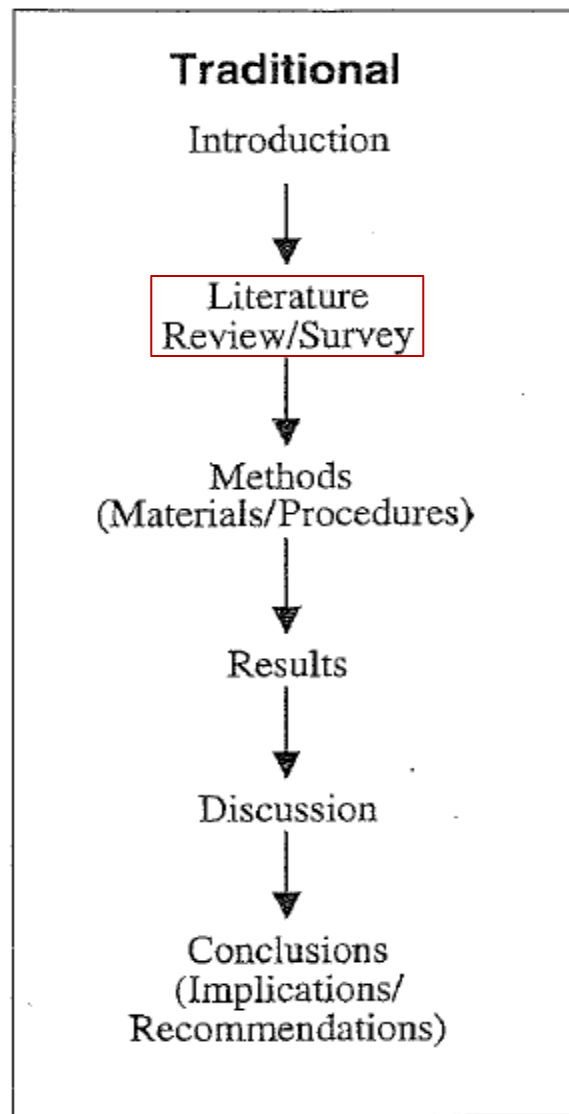 Traditional
Introduction
Literature
Review/Survey
Methods
(Materials/Procedures)
Results
Discussion
Conclusions
(Implications/
Recommendations)